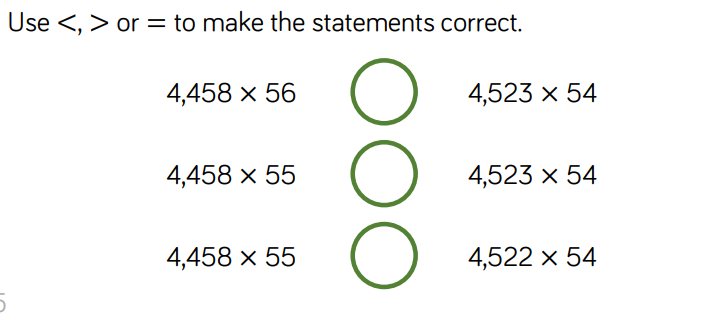 Use <, > or = to make the statements correct.
4,458 × 56 4,523 × 54
4,458 × 55 4,523 × 54
4,458 × 55 4,522 × 54